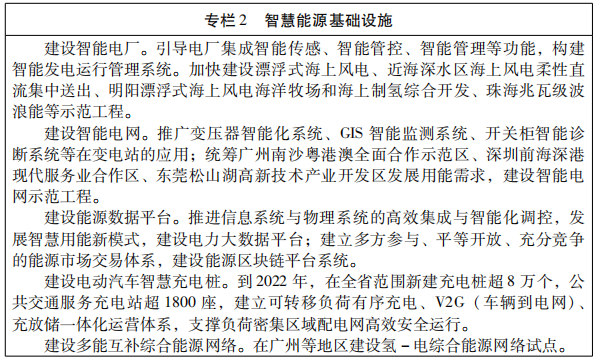 专栏2 智慧能源基础设施
建设智能电厂。引导电厂集成智能传感、智能管控、智能管理等功能，构建
智能发电运行管理系统。加快建设漂浮式海上风电、近海深水区海上风电柔性直
流集中送出、明阳漂浮式海上风电海洋牧场和海上制氢综合开发、珠海兆瓦级波
浪能等示范工程。
建设智能电网。推广变压器智能化系统、GIS 智能监测系统、开关柜智能诊
断系统等在变电站的应用；统筹广州南沙粤港澳全面合作示范区、深圳前海深港
现代服务业合作区、东莞松山湖高新技术产业开发区发展用能需求，建设智能电
网示范工程。
建设能源数据平台。推进信息系统与物理系统的高效集成与智能化调控，发
展智慧用能新模式，建设电力大数据平台；建立多方参与、平等开放、充分竞争
的能源市场交易体系，建设能源区块链平台系统。
建设电动汽车智慧充电桩。到 2022 年，在全省范围新建充电桩超 8 万个，公
共交通服务充电站超 1800 座，建立可转移负荷有序充电、V2G（车辆到电网）、
充放储一体化运营体系，支撑负荷密集区域配电网高效安全运行。
建设多能互补综合能源网络。在广州等地区建设氢－电综合能源网络试点。